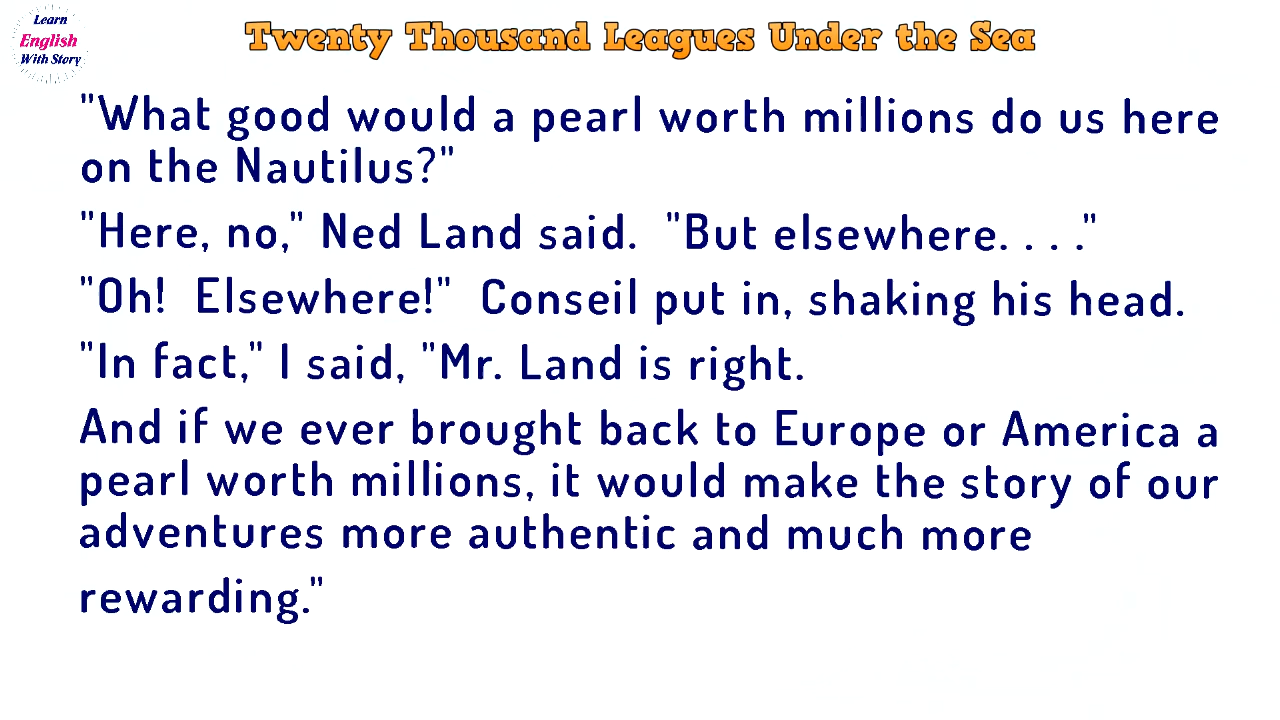 Learn
English
With Story
Twenty Thousand Leagues Under the Sea
"What good would a pearl worth millions do us here
on the Nautilus?"
"Here, no," Ned Land said.  "But elsewhere. . . ."
"Oh!  Elsewhere!"  Conseil put in, shaking his head.
"In fact," I said, "Mr. Land is right.
And if we ever brought back to Europe or America a
pearl worth millions, it would make the story of our
adventures more authentic and much more
rewarding."